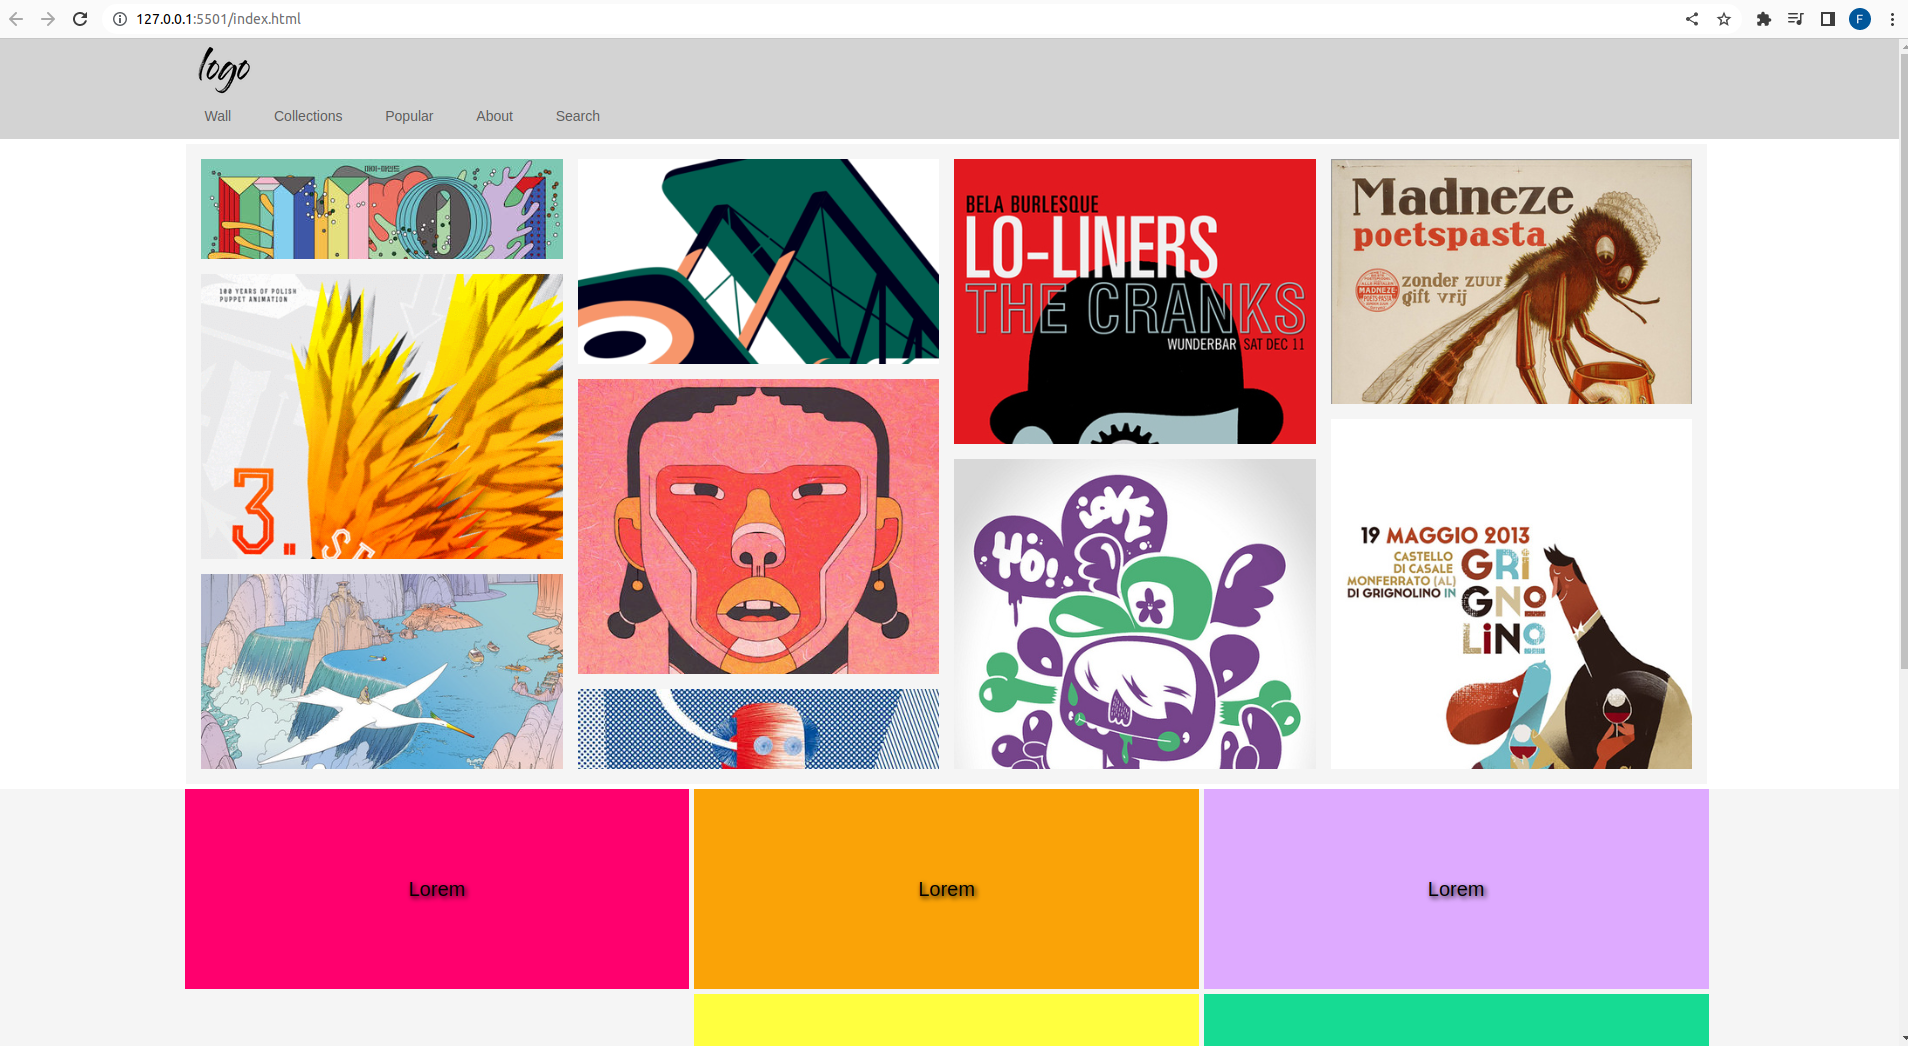 127.0.0.1:5501/index.html
F
logo
Wall
Collections
Popular
About
Search
100 YEARS OF POLISH
PUPPET ANIMATION
3.
BELA BURLESQUE
LO-LINERS
THE CRANKS
WUNDERBAR SAT DEC 11
Madneze
poetspasta
zonder zuur
gift vrij
MADNEZE
LOVE
YO!
19 MAGGIO 2013
CASTELLO
DI CASALE
MONFERRATO (AL)
DI GRIGNOLINO IN
GRI
GNO
LINO
Lorem
Lorem
Lorem